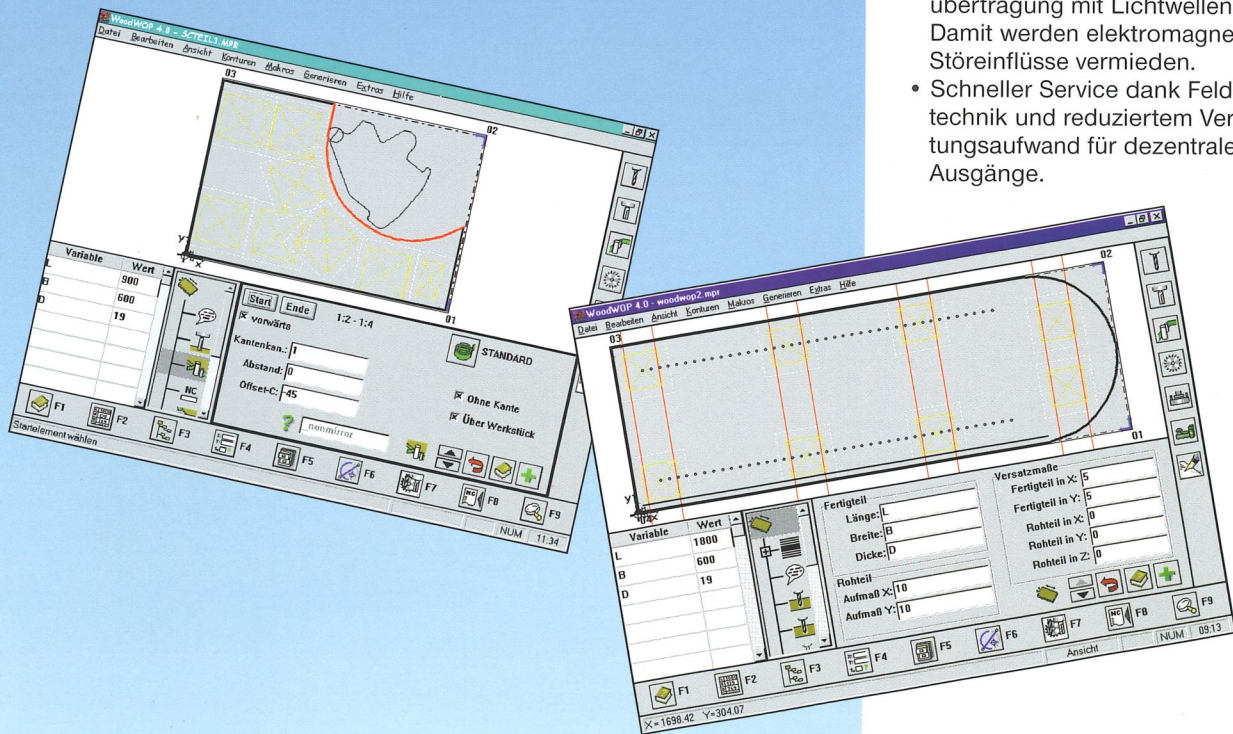 übertragung mit Lichtwellen
Damit werden elektromagne
Störeinflüsse vermieden.
• Schneller Service dank Feld
technik und reduziertem Ver
tungsaufwand für dezentrale
Ausgänge.
WoodWOP 4.0 - SCTEIL1.MPR
Datei Bearbeiten Ansicht Konturen Makros Generieren Extras Hilfe
03
02
Y
X
01
Variable Wert
L 900
B 600
D 19
NC
Start Ende 1:2 - 1:4
vorwärts
Kantenkan.: 1
Abstand: 0
Offset-C: -45
? _nonmirror
STANDARD
Ohne Kante
Über Werkstück
F1 F2 F3 F4 F5 F6 F7 F8 F9
Startelement wählen
NUM 11:34
WoodWOP 4.0 - woodwop2.mpr
Datei Bearbeiten Ansicht Konturen Makros Generieren Extras Hilfe
03
02
Y
X
01
Variable Wert
L 1800
B 600
D 19
Fertigteil
Länge: L
Breite: B
Dicke: D
Rohteil
Aufmaß X: 10
Aufmaß Y: 10
Versatzmaße
Fertigteil in X: 5
Fertigteil in Y: 5
Rohteil in X: 0
Rohteil in Y: 0
Rohteil in Z: 0
F1 F2 F3 F4 F5 F6 F7 F8 F9
X=1698.42 Y=304.07
Ansicht
NUM 09:13